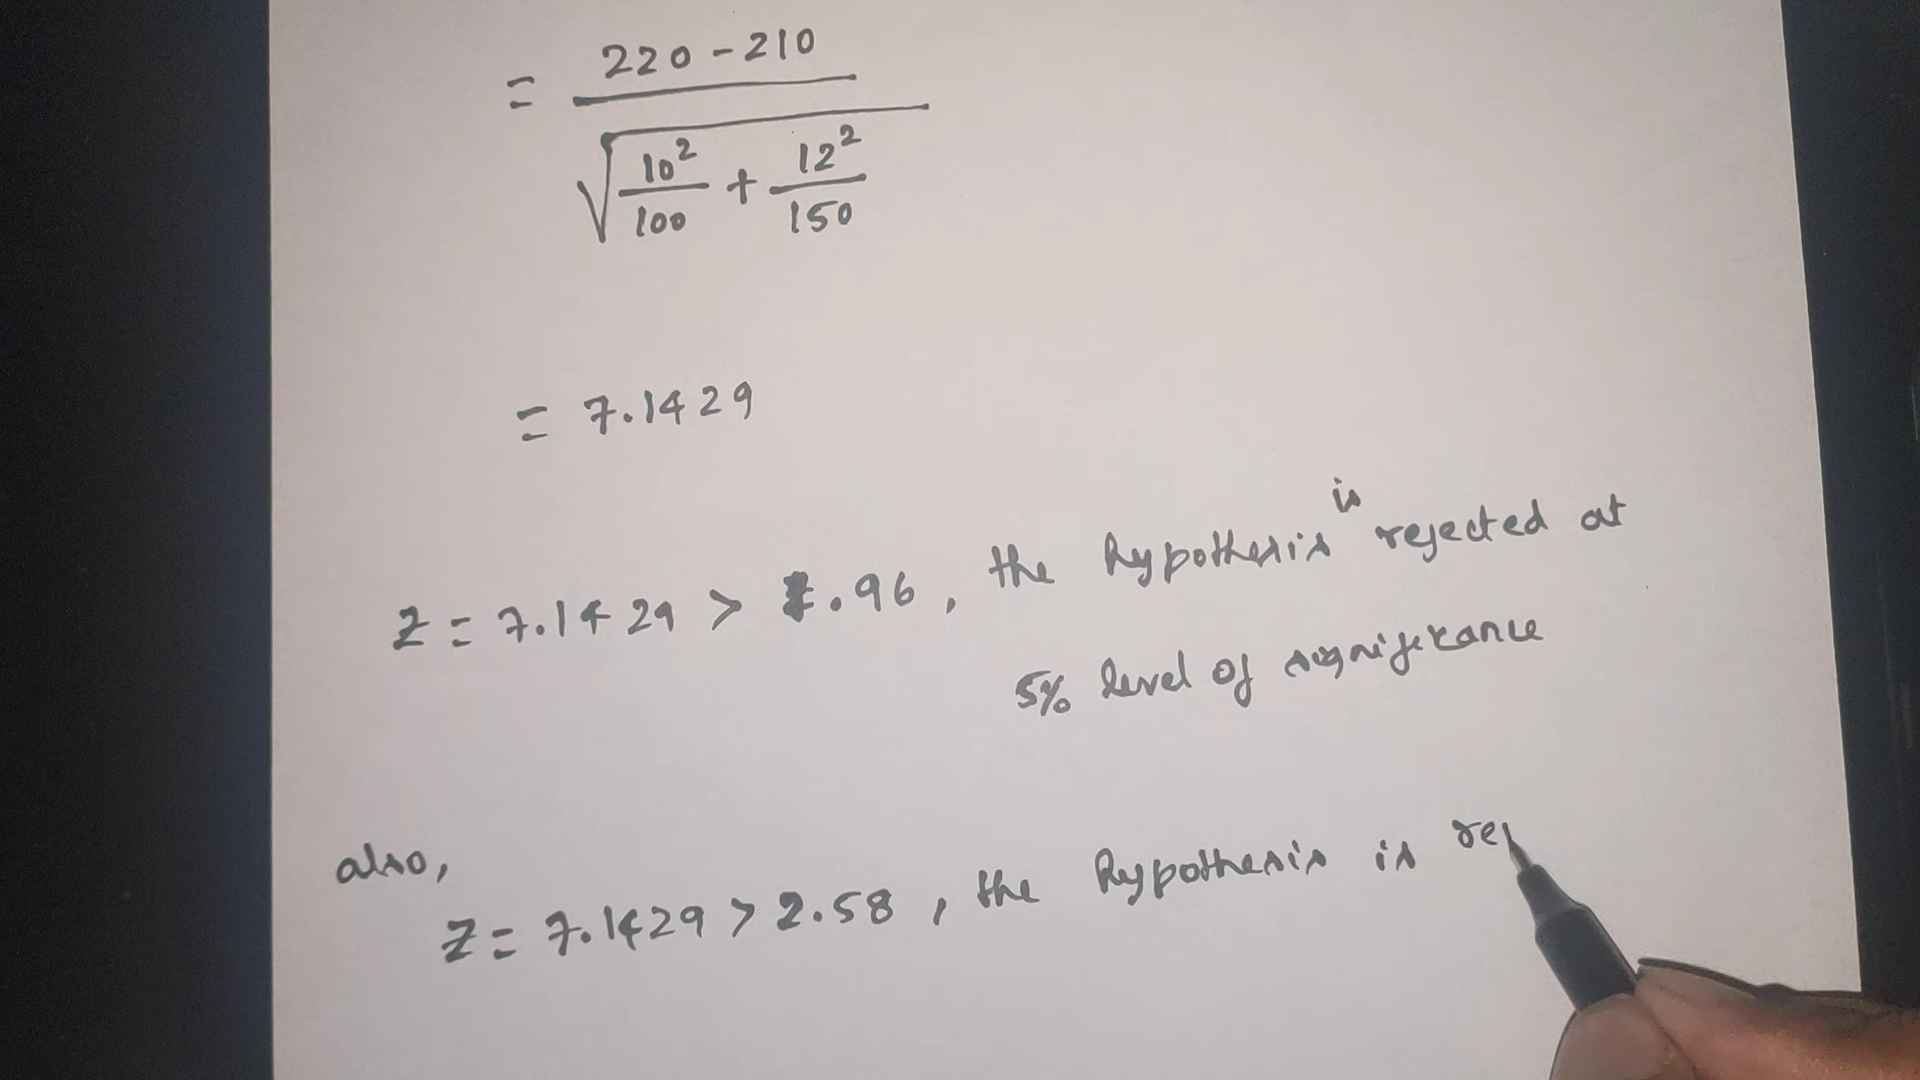 = 220 - 210
√ 10² / 100 + 12² / 150
= 7.1429
Z = 7.1429 > 1.96, the hypothesis is rejected at
5% level of significance
also,
Z = 7.1429 > 2.58, the hypothesis is rej